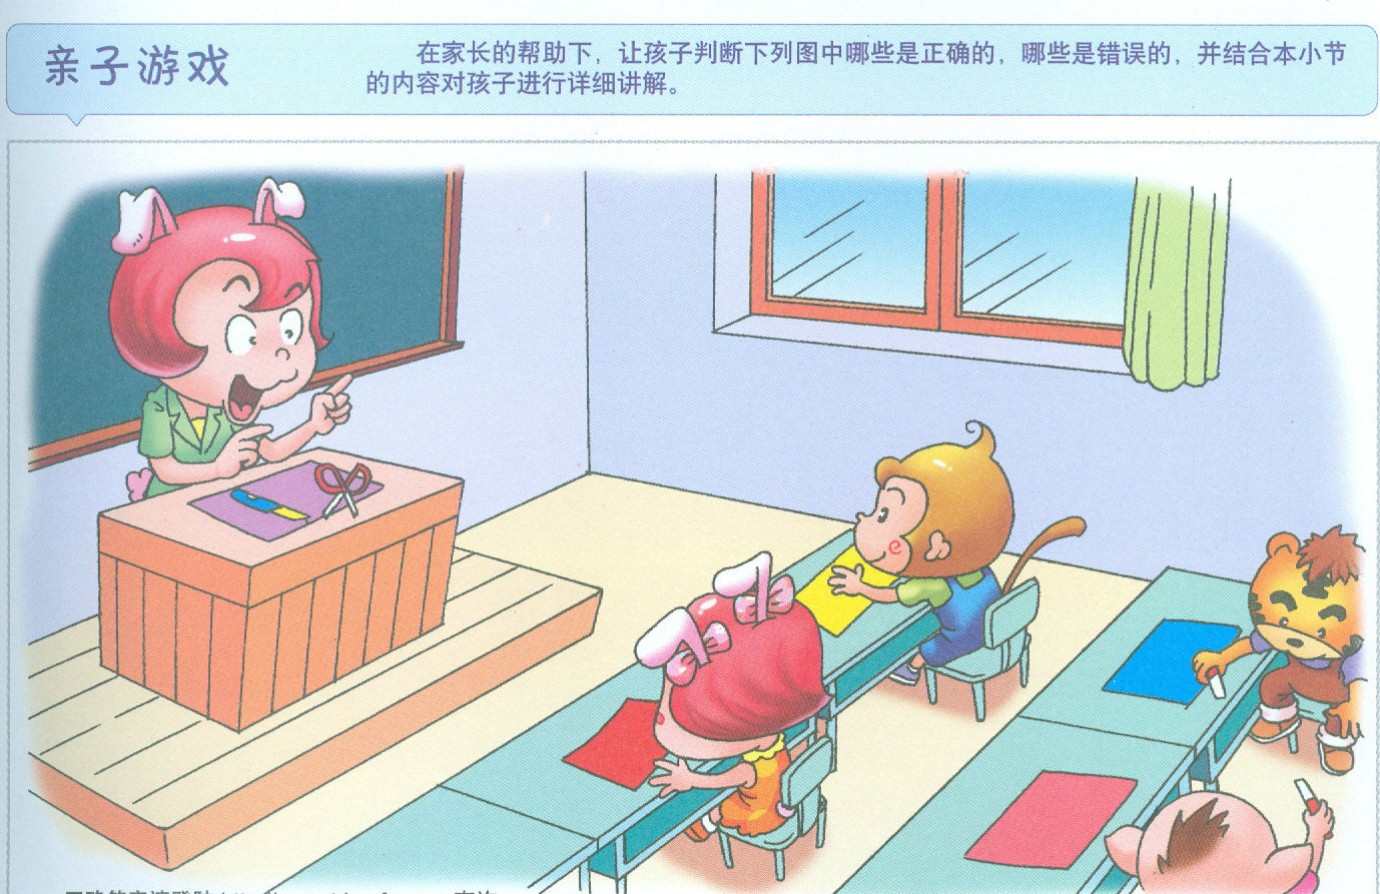 亲子游戏
在家长的帮助下，让孩子判断下列图中哪些是正确的，哪些是错误的，并结合本小节
的内容对孩子进行详细讲解。